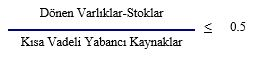 Dönen Varlıklar-Stoklar
≤ 0.5
Kısa Vadeli Yabancı Kaynaklar